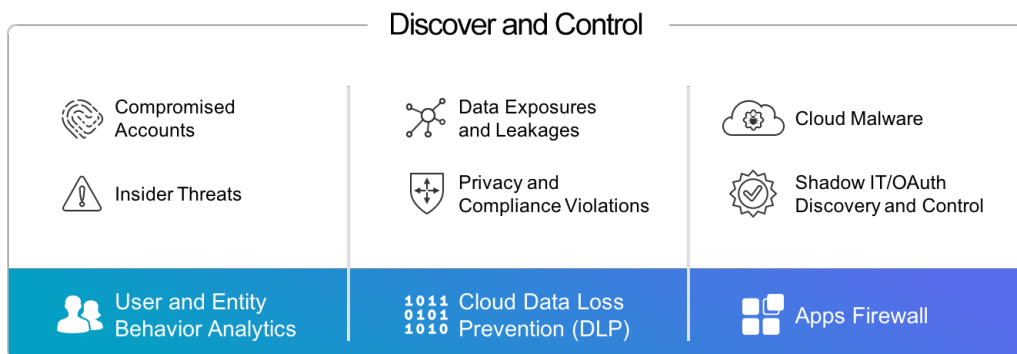 Discover and Control
Compromised
Accounts
Insider Threats
Data Exposures
and Leakages
Privacy and
Compliance Violations
Cloud Malware
Shadow IT/OAuth
Discovery and Control
User and Entity
Behavior Analytics
1011
0101
1010
Cloud Data Loss
Prevention (DLP)
Apps Firewall